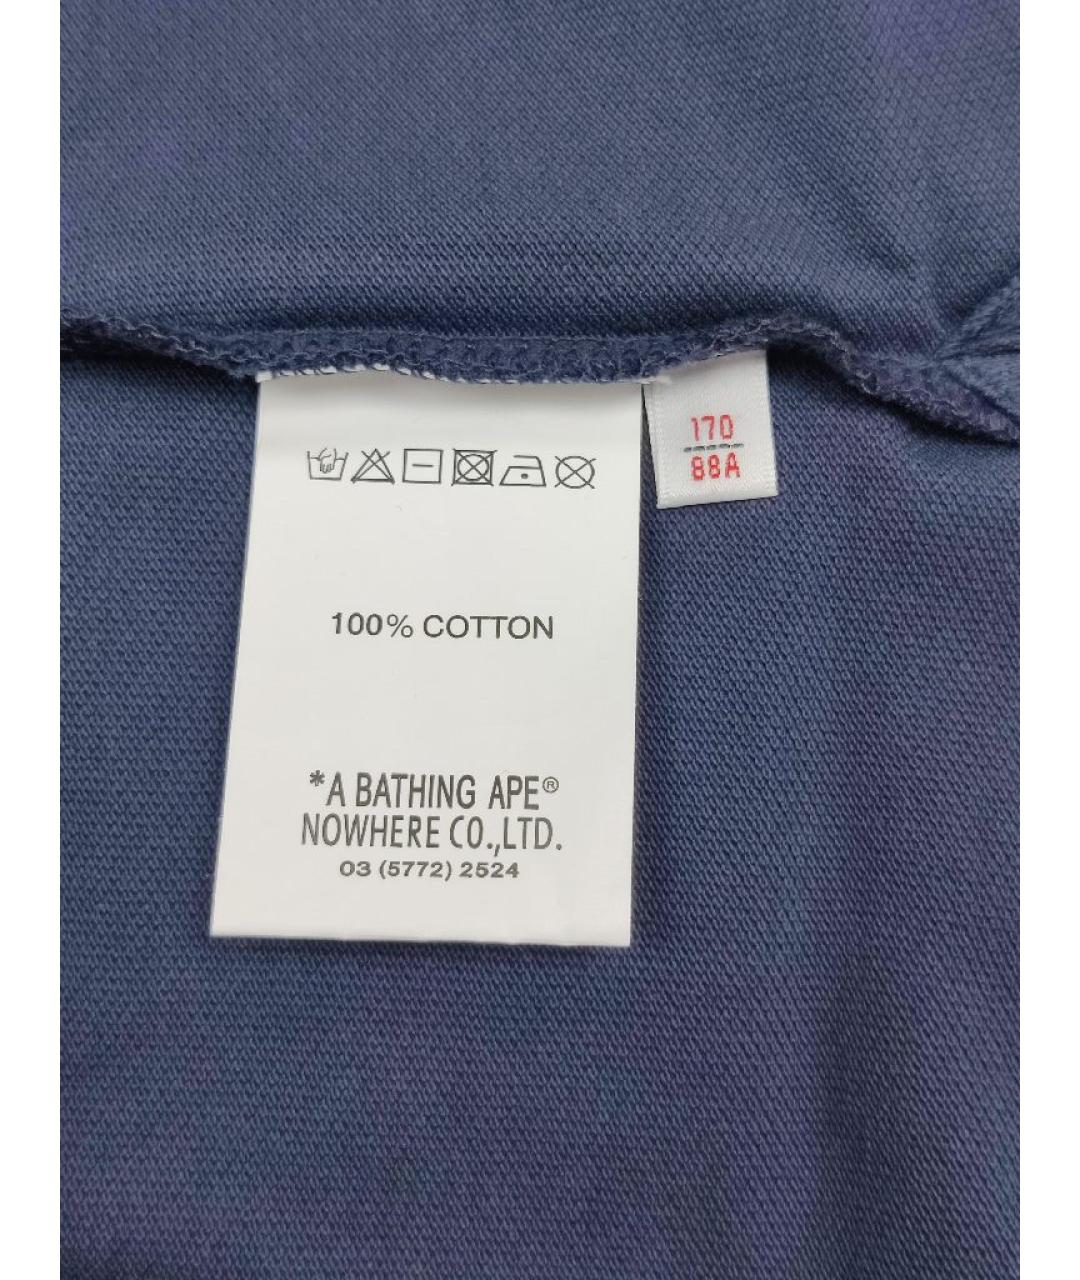 170
88A
100% COTTON
*A BATHING APE®
NOWHERE CO.,LTD.
03 (5772) 2524